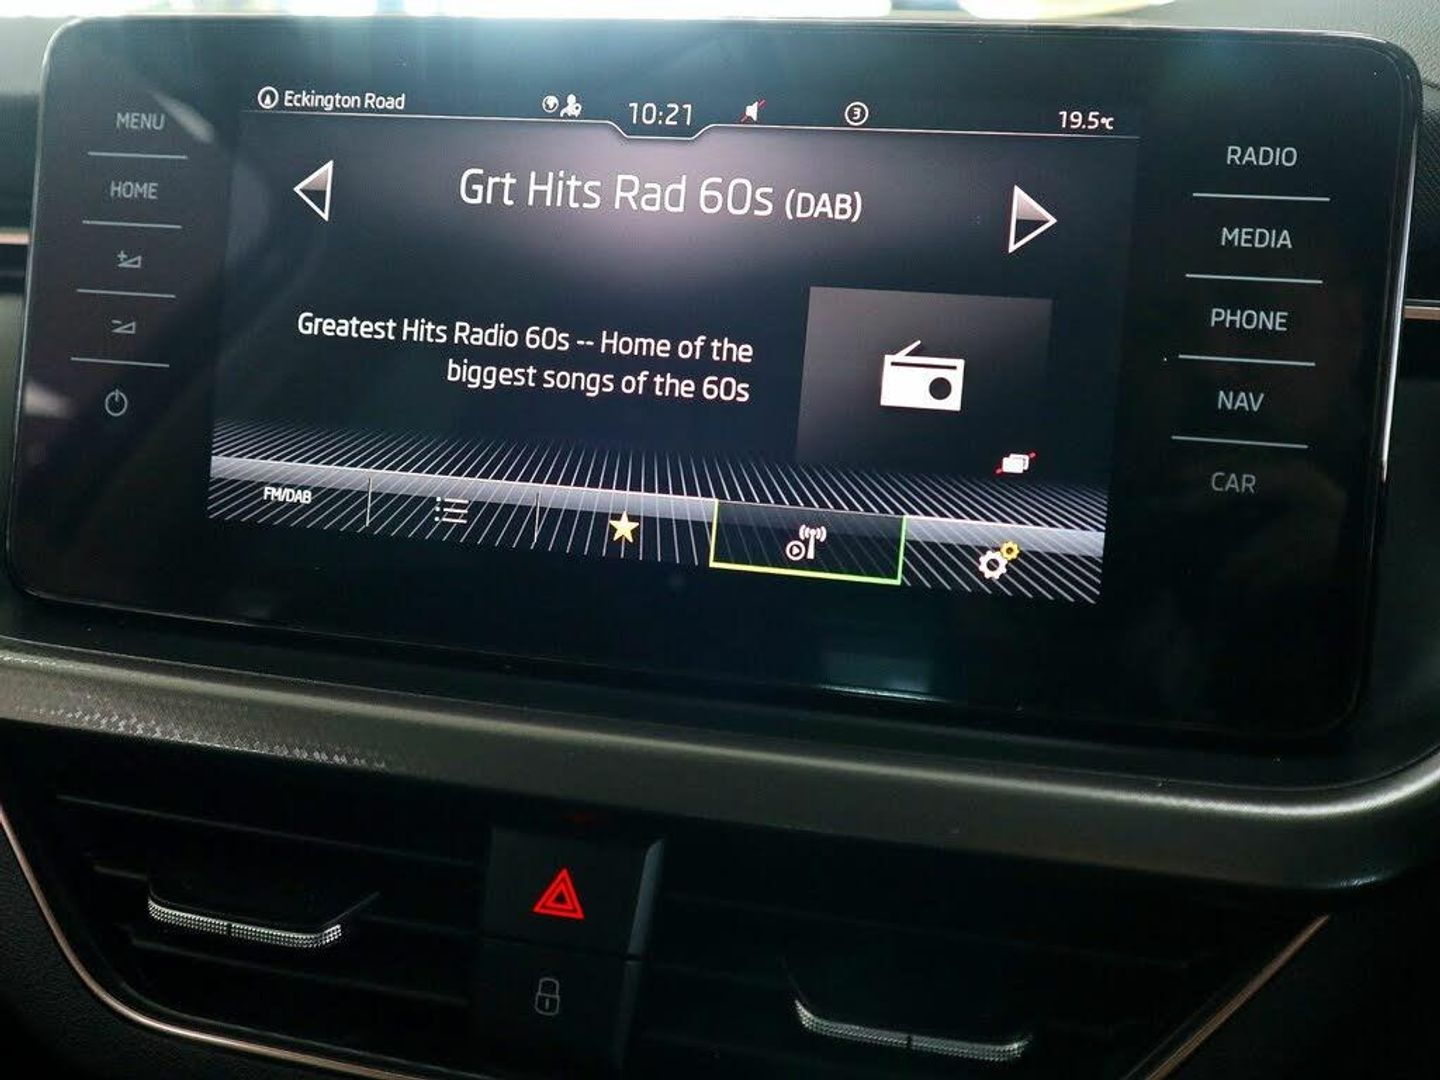 Eckington Road
10:21
3
19.5°C
MENU
HOME
RADIO
MEDIA
PHONE
NAV
CAR
Grt Hits Rad 60s (DAB)
Greatest Hits Radio 60s -- Home of the
biggest songs of the 60s
FM/DAB